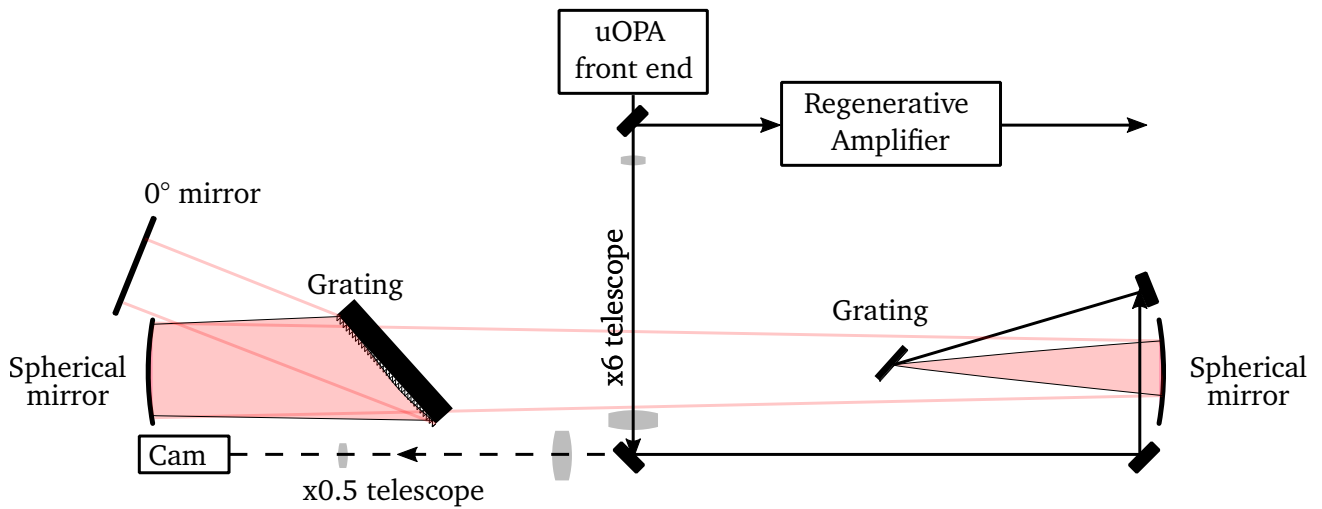 uOPA
front end
Regenerative
Amplifier
0° mirror
x6 telescope
Grating
Grating
Spherical
mirror
Spherical
mirror
Cam
x0.5 telescope